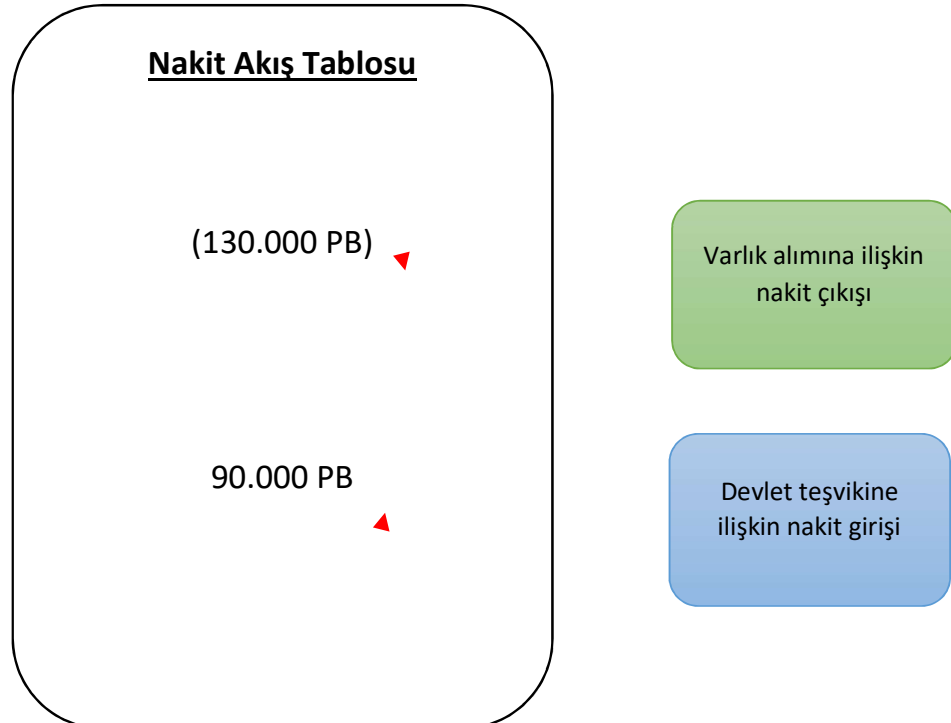 Nakit Akış Tablosu
(130.000 PB)
Varlık alımına ilişkin
nakit çıkışı
90.000 PB
Devlet teşvikine
ilişkin nakit girişi